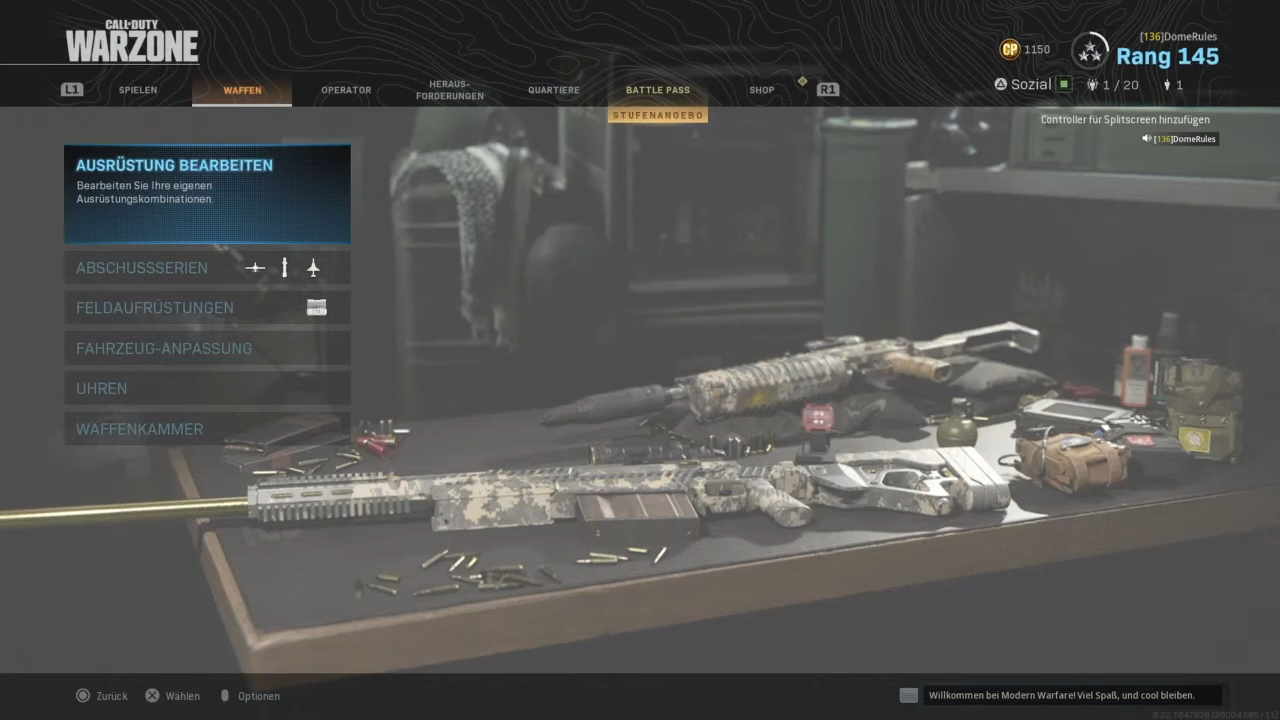 CALL OF DUTY
WARZONE
CP 1150
[136]DomeRules
Rang 145
L1
SPIELEN
WAFFEN
OPERATOR
HERAUS-
FORDERUNGEN
QUARTIERE
BATTLE PASS
STUFENANGEBO
SHOP
R1
Sozial
1 / 20
1
Controller für Splitscreen hinzufügen
[136]DomeRules
AUSRÜSTUNG BEARBEITEN
Bearbeiten Sie Ihre eigenen
Ausrüstungskombinationen.
ABSCHUSSSERIEN
FELDAUFRÜSTUNGEN
FAHRZEUG-ANPASSUNG
UHREN
WAFFENKAMMER
Zurück
Wählen
Optionen
Willkommen bei Modern Warfare! Viel Spaß, und cool bleiben.